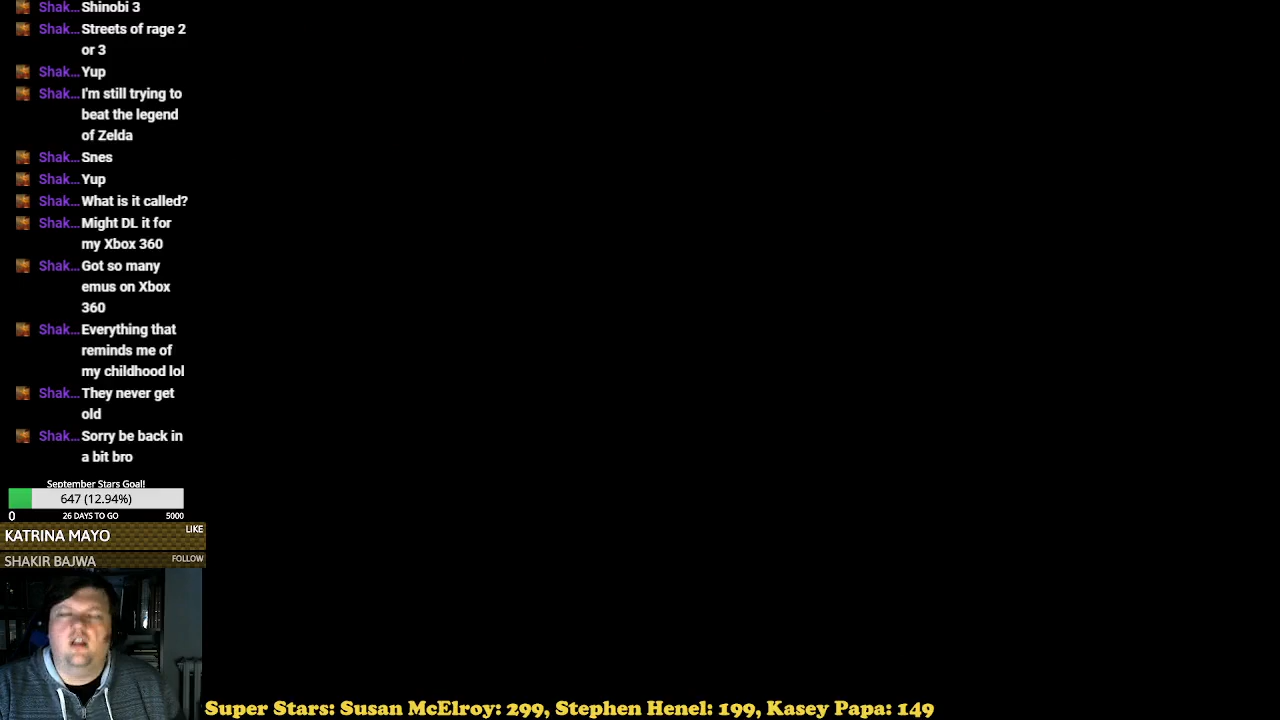 Shak... Shinobi 3
Shak... Streets of rage 2
or 3
Shak... Yup
Shak... I'm still trying to
beat the legend
of Zelda
Shak... Snes
Shak... Yup
Shak... What is it called?
Shak... Might DL it for
my Xbox 360
Shak... Got so many
emus on Xbox
360
Shak... Everything that
reminds me of
my childhood lol
Shak... They never get
old
Shak... Sorry be back in
a bit bro
September Stars Goal!
647 (12.94%)
0 26 DAYS TO GO 5000
KATRINA MAYO LIKE
SHAKIR BAJWA FOLLOW
Super Stars: Susan McElroy: 299, Stephen Henel: 199, Kasey Papa: 149